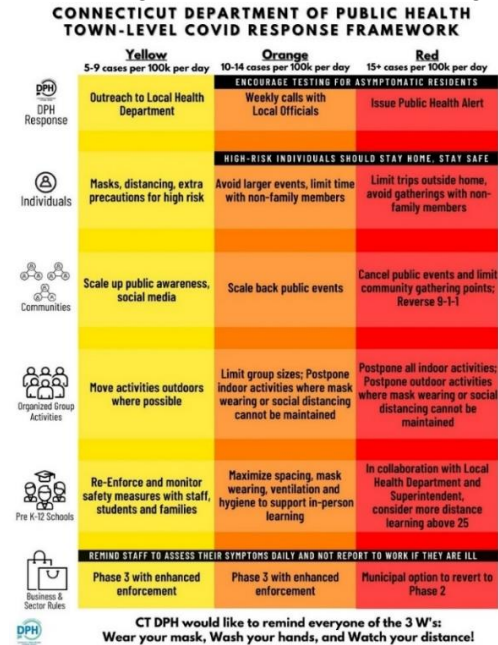 CONNECTICUT DEPARTMENT OF PUBLIC HEALTH
TOWN-LEVEL COVID RESPONSE FRAMEWORK
Yellow
5-9 cases per 100k per day
Orange
10-14 cases per 100k per day
Red
15+ cases per 100k per day
ENCOURAGE TESTING FOR ASYMPTOMATIC RESIDENTS
DPH
DPH
Response
Outreach to Local Health
Department
Weekly calls with
Local Officials
Issue Public Health Alert
HIGH-RISK INDIVIDUALS SHOULD STAY HOME, STAY SAFE
Individuals
Masks, distancing, extra
precautions for high risk
Avoid larger events, limit time
with non-family members
Limit trips outside home,
avoid gatherings with non-
family members
Communities
Scale up public awareness,
social media
Scale back public events
Cancel public events and limit
community gathering points;
Reverse 9-1-1
Organized Group
Activities
Move activities outdoors
where possible
Limit group sizes; Postpone
indoor activities where mask
wearing or social distancing
cannot be maintained
Postpone all indoor activities;
Postpone outdoor activities
where mask wearing or social
distancing cannot be
maintained
Pre K-12 Schools
Re-Enforce and monitor
safety measures with staff,
students and families
Maximize spacing, mask
wearing, ventilation and
hygiene to support in-person
learning
In collaboration with Local
Health Department and
Superintendent,
consider more distance
learning above 25
REMIND STAFF TO ASSESS THEIR SYMPTOMS DAILY AND NOT REPORT TO WORK IF THEY ARE ILL
Business &
Sector Rules
Phase 3 with enhanced
enforcement
Phase 3 with enhanced
enforcement
Municipal option to revert to
Phase 2
DPH
CT DPH would like to remind everyone of the 3 W's:
Wear your mask, Wash your hands, and Watch your distance!